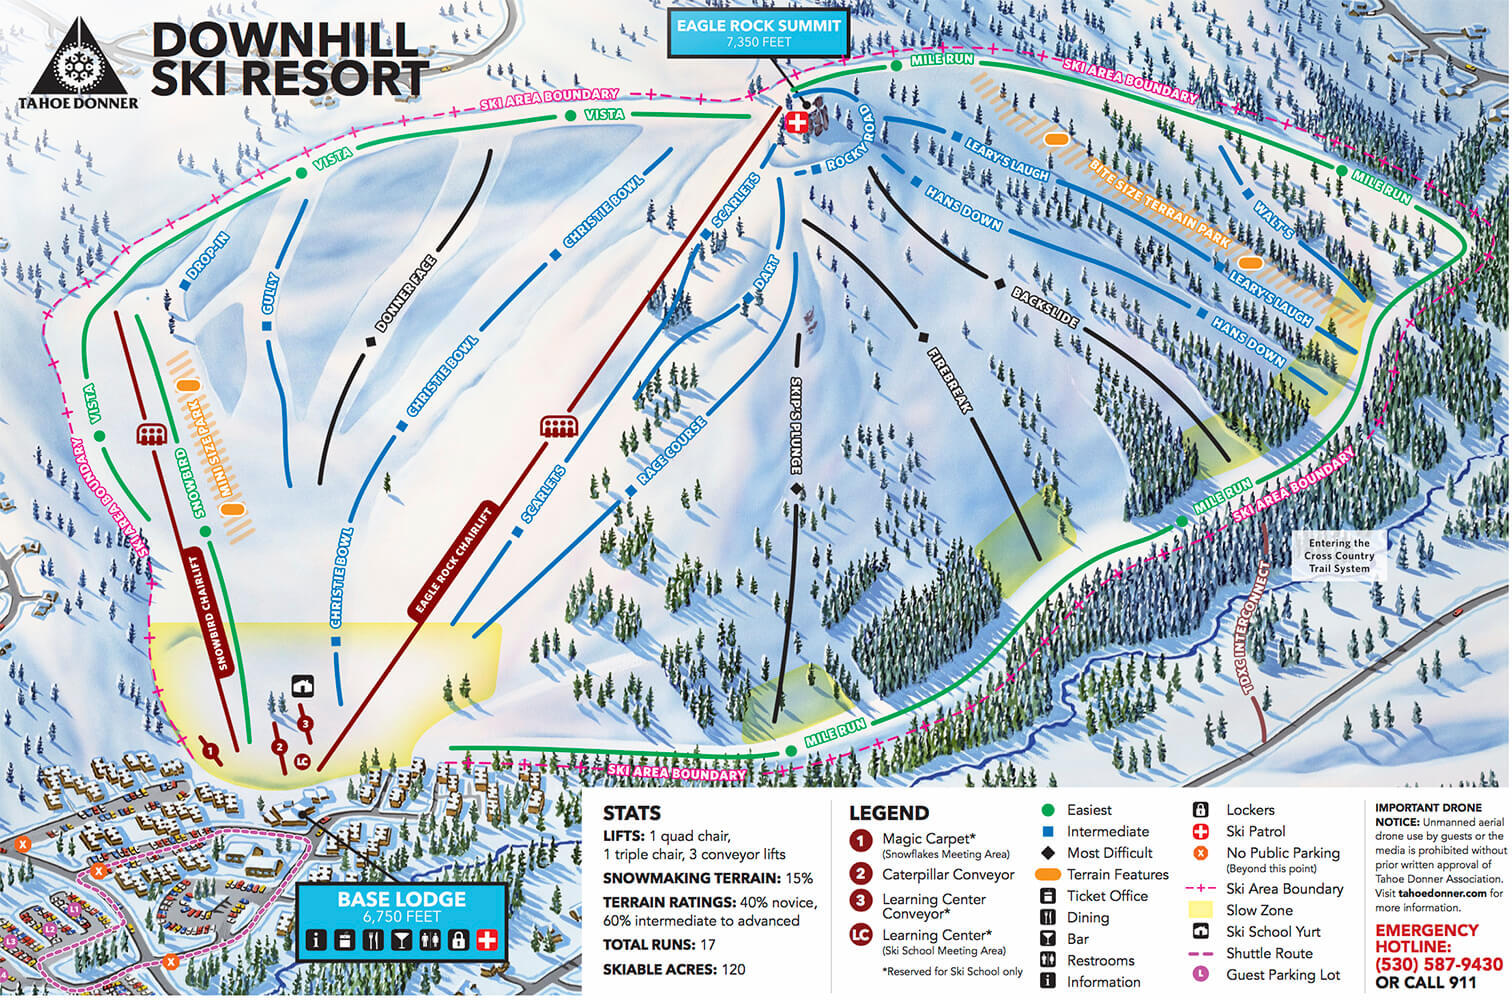 DOWNHILL
SKI RESORT
TAHOE DONNER
EAGLE ROCK SUMMIT
7,350 FEET
MILE RUN
SKI AREA BOUNDARY
SKI AREA BOUNDARY
VISTA
VISTA
MILE RUN
ROCKY ROAD
LEARY'S LAUGH
BITE SIZE TERRAIN PARK
WALT'S
HANS DOWN
SCARLETS
CHRISTIE BOWL
DROP-IN
GULLY
DONNER FACE
DART
BACKSLIDE
LEARY'S LAUGH
HANS DOWN
CHRISTIE BOWL
FIREBREAK
SKIP'S PLUNGE
VISTA
MINI SIZE PARK
SNOWBIRD
SKI AREA BOUNDARY
RACE COURSE
SCARLETS
MILE RUN
SKI AREA BOUNDARY
EAGLE ROCK CHAIRLIFT
CHRISTIE BOWL
SNOWBIRD CHAIRLIFT
Entering the
Cross Country
Trail System
TDXC INTERCONNECT
3
1
2
LC
MILE RUN
SKI AREA BOUNDARY
X
X
X
L1
L2
L3
BASE LODGE
6,750 FEET
STATS
LIFTS: 1 quad chair,
1 triple chair, 3 conveyor lifts
SNOWMAKING TERRAIN: 15%
TERRAIN RATINGS: 40% novice,
60% intermediate to advanced
TOTAL RUNS: 17
SKIABLE ACRES: 120
LEGEND
1 Magic Carpet*
(Snowflakes Meeting Area)
2 Caterpillar Conveyor
3 Learning Center
Conveyor*
LC Learning Center*
(Ski School Meeting Area)
*Reserved for Ski School only
Easiest
Intermediate
Most Difficult
Terrain Features
Ticket Office
Dining
Bar
Restrooms
Information
Lockers
Ski Patrol
X No Public Parking
(Beyond this point)
Ski Area Boundary
Slow Zone
Ski School Yurt
Shuttle Route
L Guest Parking Lot
IMPORTANT DRONE
NOTICE: Unmanned aerial
drone use by guests or the
media is prohibited without
prior written approval of
Tahoe Donner Association.
Visit tahoedonner.com for
more information.
EMERGENCY
HOTLINE:
(530) 587-9430
OR CALL 911